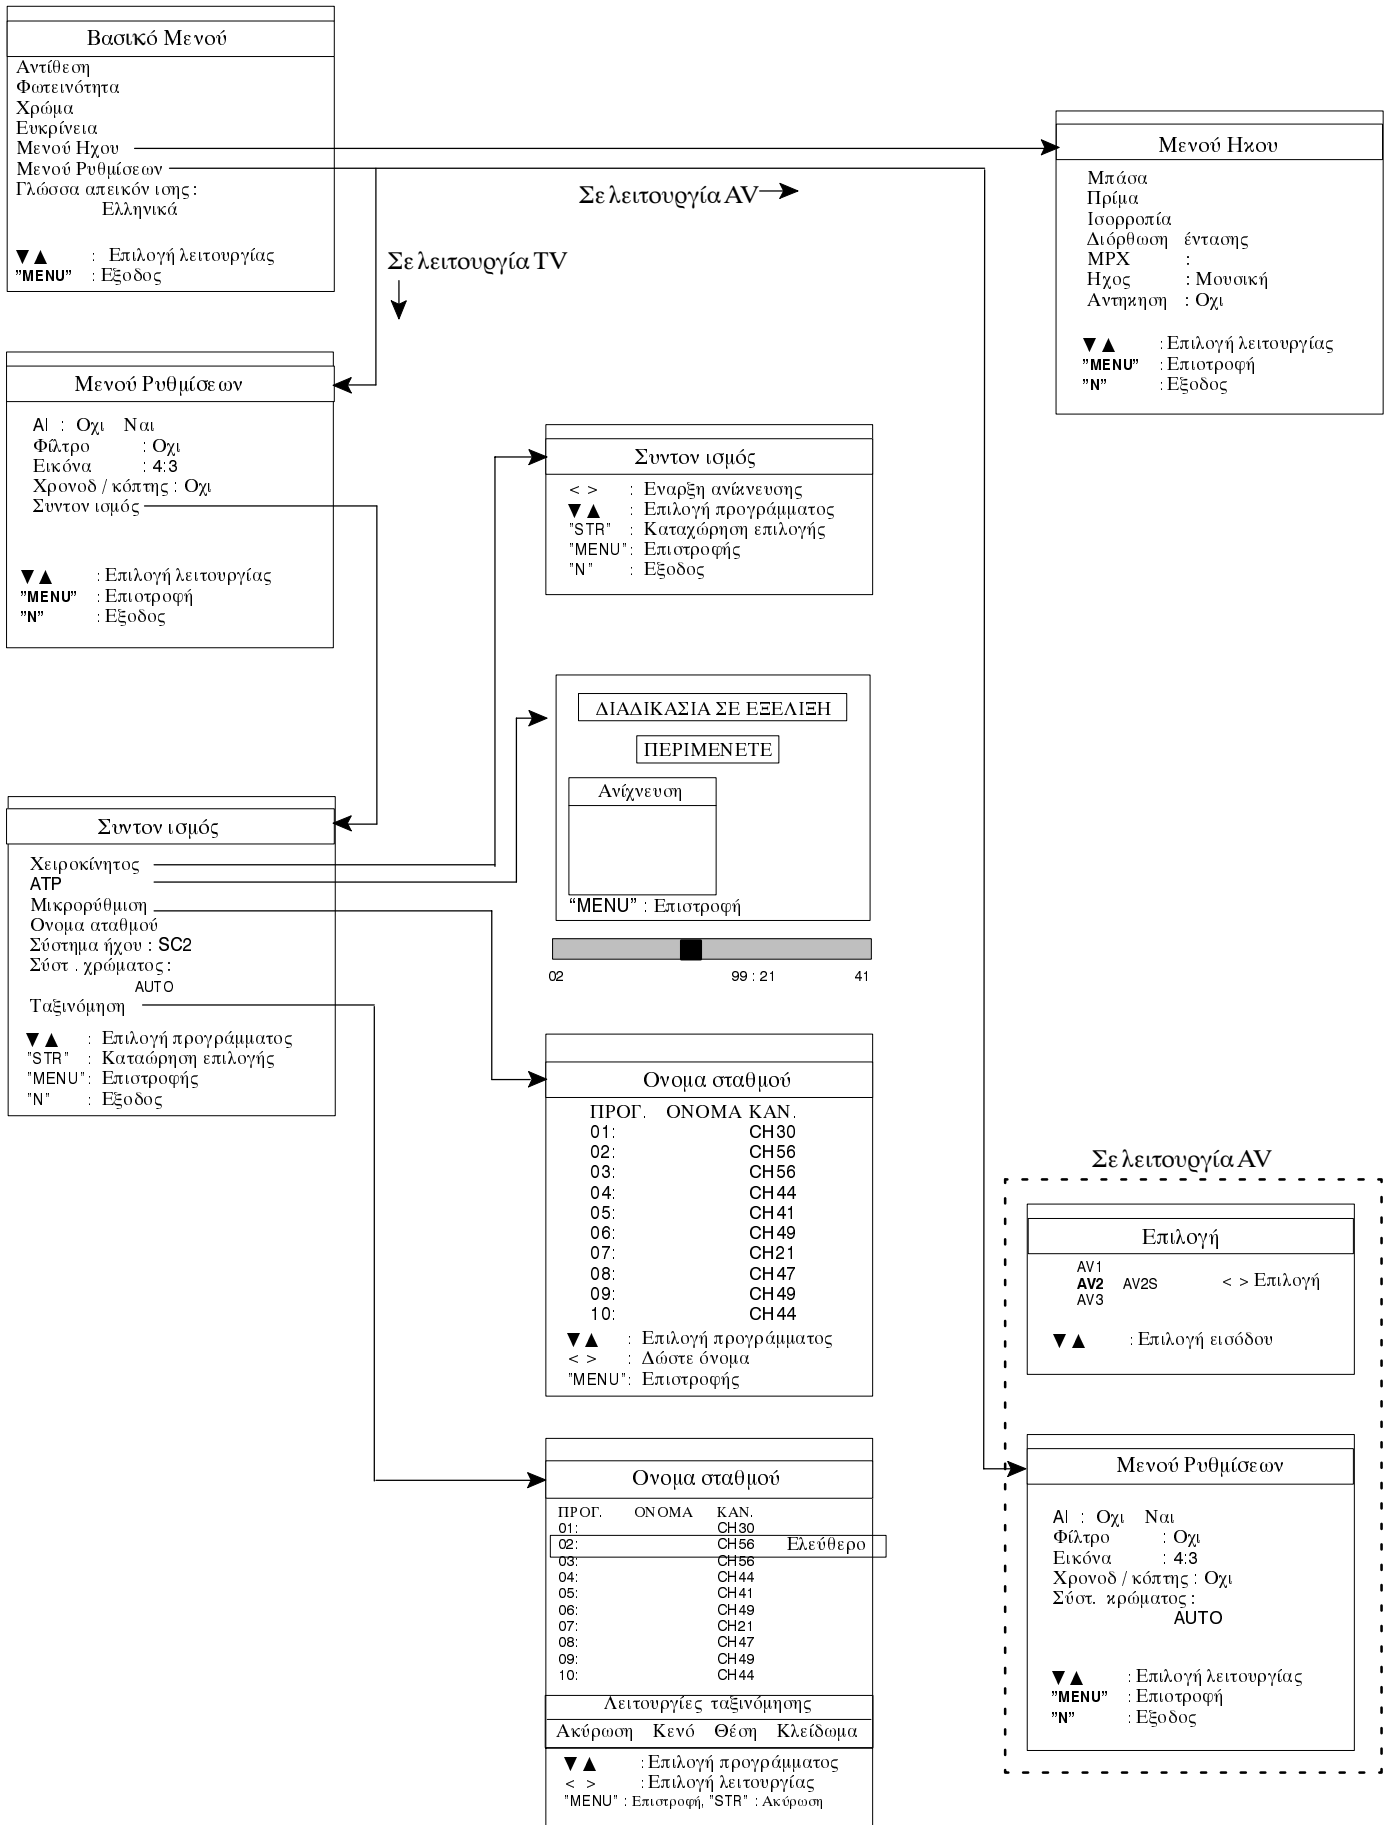 Βασικό Μενού
Αντίθεση
Φωτεινότητα
Χρώμα
Ευκρίνεια
Μενού Ηχου
Μενού Ρυθμίσεων
Γλώσσα απεικόν ισης :
Ελληνικά
▼ ▲ : Επιλογή λειτουργίας
"MENU" : Εξοδος
Σε λειτουργία AV
Σε λειτουργία TV
Μενού Ηκου
Μπάσα
Πρίμα
Ισορροπία
Διόρθωση έντασης
MPX :
Ηχος : Μουσική
Αντηκηση : Οχι
▼ ▲ : Επιλογή λειτουργίας
"MENU" : Επιοτροφή
"N" : Εξοδος
Μενού Ρυθμίσεων
AI : Οχι Ναι
Φίλτρο : Οχι
Εικόνα : 4:3
Χρονοδ / κόπτης : Οχι
Συντον ισμός
▼ ▲ : Επιλογή λειτουργίας
"MENU" : Επιοτροφή
"N" : Εξοδος
Συντον ισμός
< > : Εναρξη ανίκνευσης
▼ ▲ : Επιλογή προγράμματος
"STR" : Καταχώρηση επιλογής
"MENU" : Επιστροφής
"N" : Εξοδος
ΔΙΑΔΙΚΑΣΙΑ ΣΕ ΕΞΕΛΙΞΗ
ΠΕΡΙΜΕΝΕΤΕ
Ανίχνευση
"MENU" : Επιστροφή
02 99 : 21 41
Συντον ισμός
Χειροκίνητος
ATP
Μικρορύθμιση
Ονομα αταθμού
Σύστημα ήχου : SC2
Σύστ . χρώματος :
AUTO
Ταξινόμηση
▼ ▲ : Επιλογή προγράμματος
"STR" : Καταώρηση επιλογής
"MENU" : Επιστροφής
"N" : Εξοδος
Ονομα σταθμού
ΠΡΟΓ. ΟΝΟΜΑ ΚΑΝ.
01: CH30
02: CH56
03: CH56
04: CH44
05: CH41
06: CH49
07: CH21
08: CH47
09: CH49
10: CH44
▼ ▲ : Επιλογή προγράμματος
< > : Δώστε όνομα
"MENU" : Επιστροφής
Ονομα σταθμού
ΠΡΟΓ. ΟΝΟΜΑ ΚΑΝ.
01: CH30
02: CH56 Ελεύθερο
03: CH56
04: CH44
05: CH41
06: CH49
07: CH21
08: CH47
09: CH49
10: CH44
Λειτουργίες ταξινόμησης
Ακύρωση Κενό Θέση Κλείδωμα
▼ ▲ : Επιλογή προγράμματος
< > : Επιλογή λειτουργίας
"MENU" : Επιστροφή, "STR" : Ακύρωση
Σε λειτουργία AV
Επιλογή
AV1
AV2 AV2S < > Επιλογή
AV3
▼ ▲ : Επιλογή εισόδου
Μενού Ρυθμίσεων
AI : Οχι Ναι
Φίλτρο : Οχι
Εικόνα : 4:3
Χρονοδ / κόπτης : Οχι
Σύστ. κρώματος :
AUTO
▼ ▲ : Επιλογή λειτουργίας
"MENU" : Επιοτροφή
"N" : Εξοδος